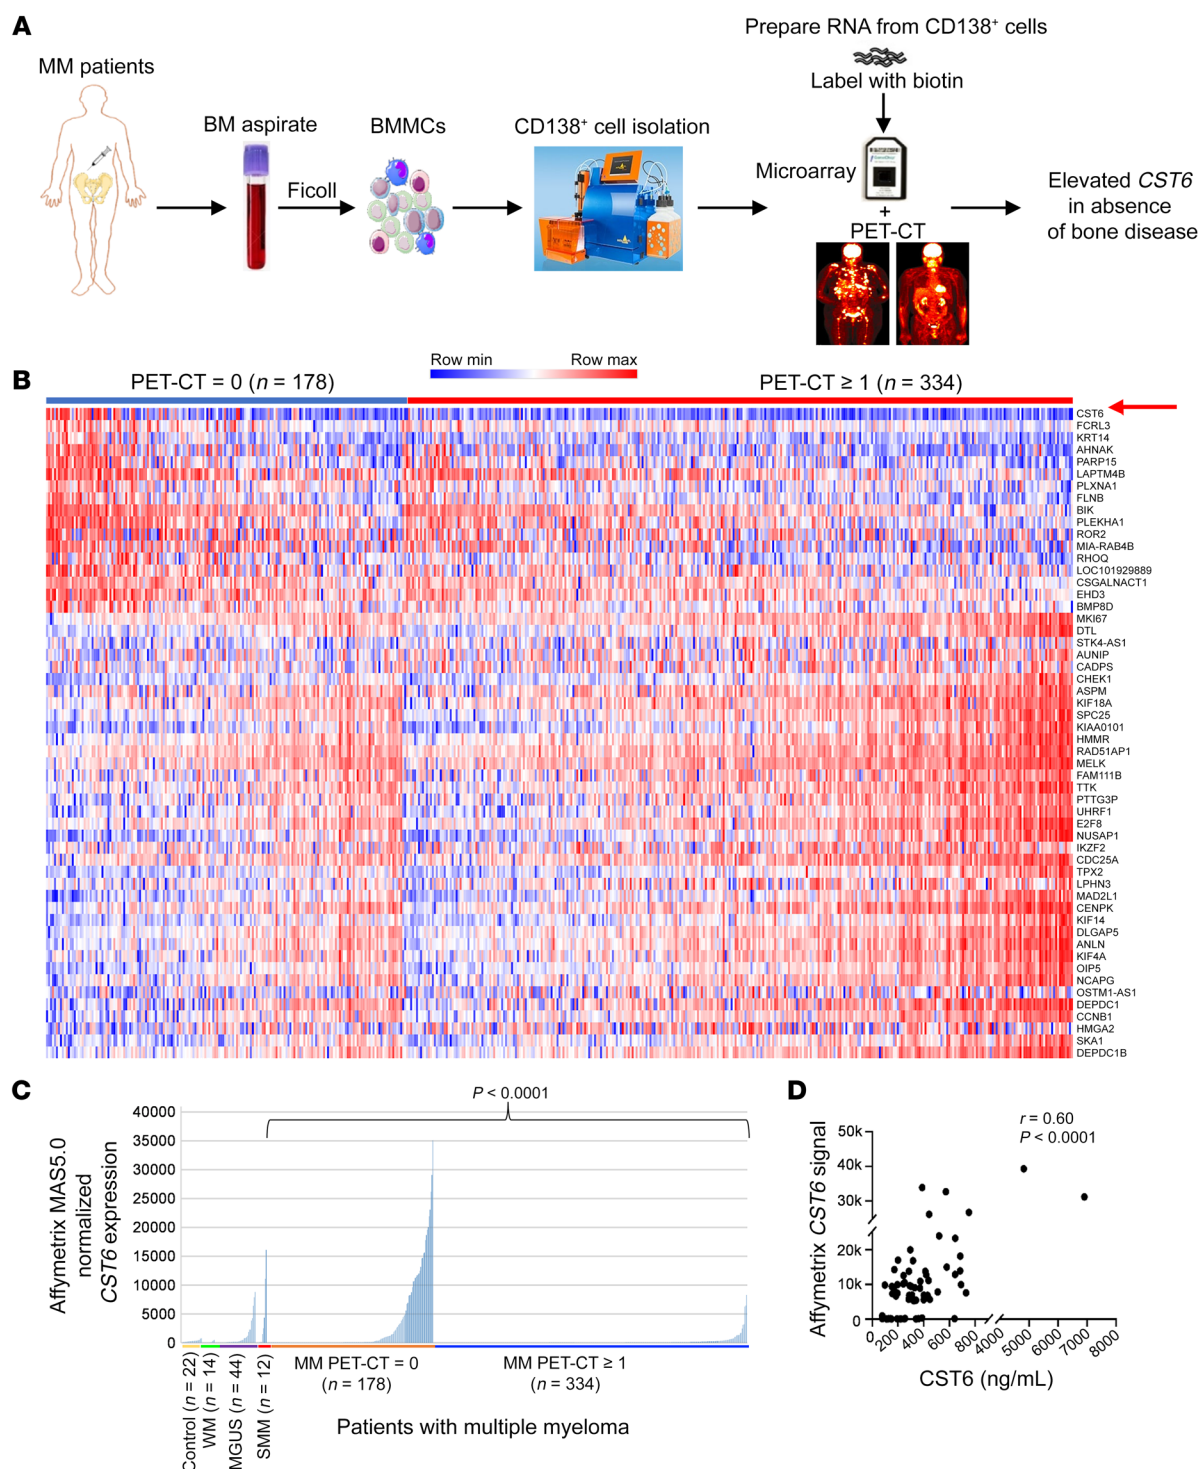 A
MM patients
BM aspirate
Ficoll
BMMCs
CD138⁺ cell isolation
Prepare RNA from CD138⁺ cells
Label with biotin
Microarray
+
PET-CT
Elevated CST6
in absence
of bone disease
B
PET-CT = 0 (n = 178)
Row min
Row max
PET-CT ≥ 1 (n = 334)
CST6
FCRL3
KRT14
AHNAK
PARP15
LAPTM4B
PLXNA1
FLNB
BIK
PLEKHA1
ROR2
MIA-RAB4B
RHOQ
LOC101929889
CSGALNACT1
EHD3
BMP8D
MKI67
DTL
STK4-AS1
AUNIP
CADPS
CHEK1
ASPM
KIF18A
SPC25
KIAA0101
HMMR
RAD51AP1
MELK
FAM111B
TTK
PTTG3P
UHRF1
E2F8
NUSAP1
IKZF2
CDC25A
TPX2
LPHN3
MAD2L1
CENPK
KIF14
DLGAP5
ANLN
KIF4A
OIP5
NCAPG
OSTM1-AS1
DEPDC1
CCNB1
HMGA2
SKA1
DEPDC1B
C
Affymetrix MAS5.0
normalized
CST6 expression
40000
35000
30000
25000
20000
15000
10000
5000
0
P < 0.0001
Control (n = 22)
WM (n = 14)
MGUS (n = 44)
SMM (n = 12)
MM PET-CT = 0
(n = 178)
MM PET-CT ≥ 1
(n = 334)
Patients with multiple myeloma
D
Affymetrix CST6 signal
r = 0.60
P < 0.0001
50k
40k
30k
20k
10k
0
0
200
400
600
800
4000
5000
6000
7000
8000
CST6 (ng/mL)